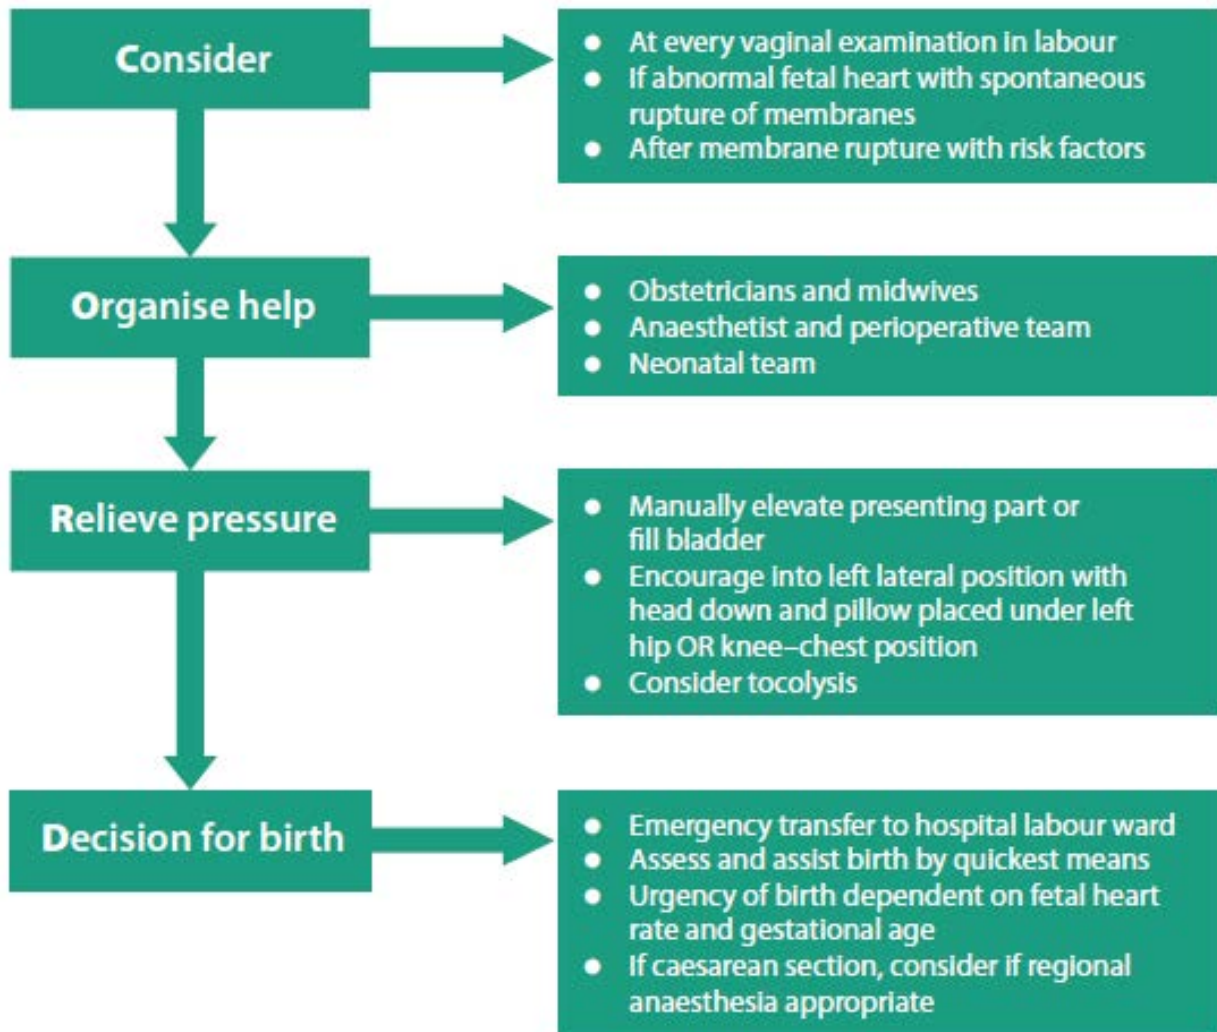 Consider
● At every vaginal examination in labour
● If abnormal fetal heart with spontaneous
rupture of membranes
● After membrane rupture with risk factors
Organise help
● Obstetricians and midwives
● Anaesthetist and perioperative team
● Neonatal team
Relieve pressure
● Manually elevate presenting part or
fill bladder
● Encourage into left lateral position with
head down and pillow placed under left
hip OR knee–chest position
● Consider tocolysis
Decision for birth
● Emergency transfer to hospital labour ward
● Assess and assist birth by quickest means
● Urgency of birth dependent on fetal heart
rate and gestational age
● If caesarean section, consider if regional
anaesthesia appropriate